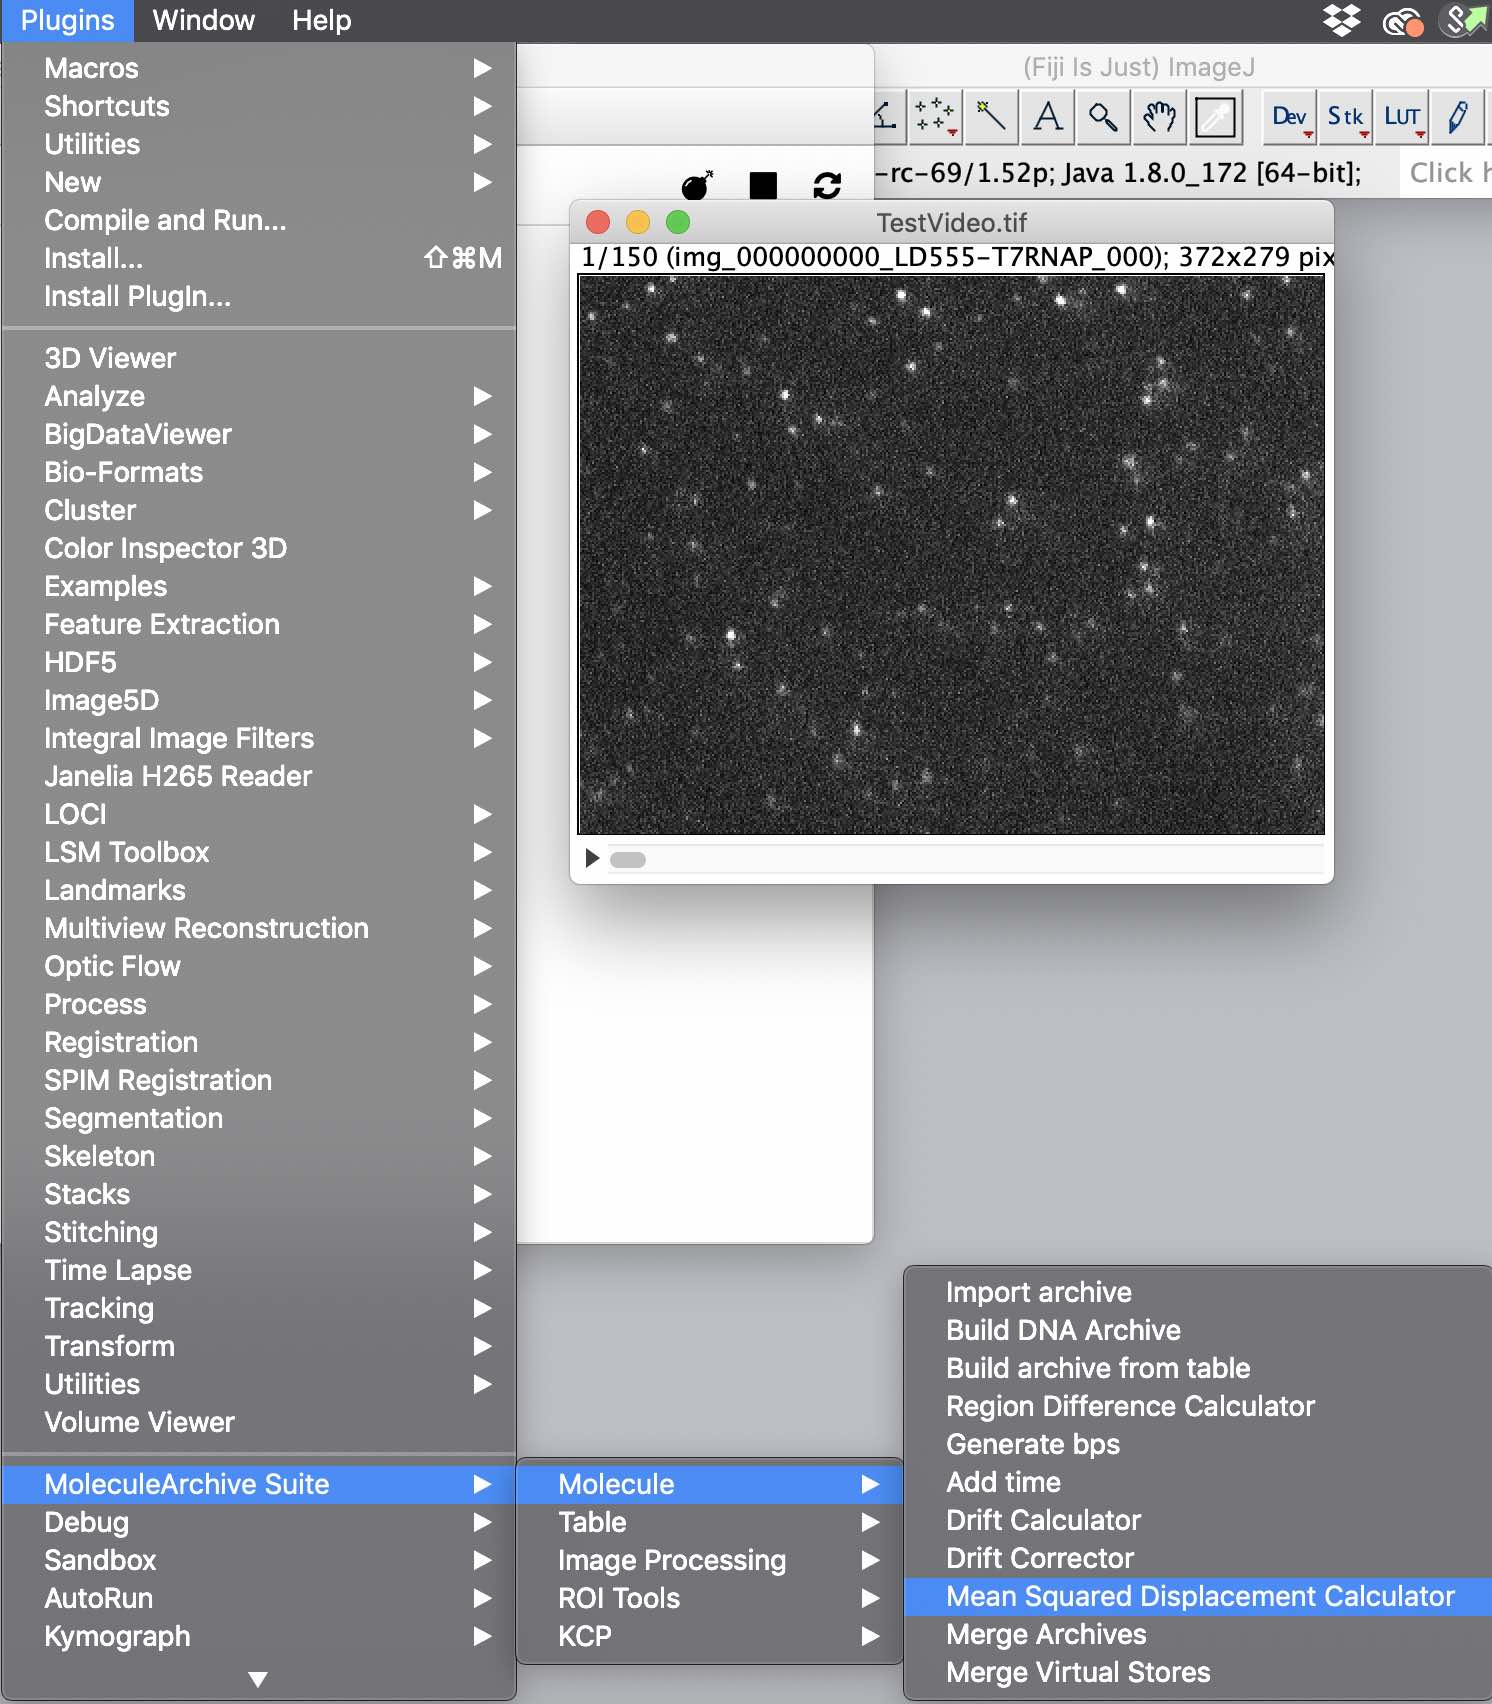 Plugins Window Help
Macros
Shortcuts
Utilities
New
Compile and Run...
Install... ⇧⌘M
Install PlugIn...
3D Viewer
Analyze
BigDataViewer
Bio-Formats
Cluster
Color Inspector 3D
Examples
Feature Extraction
HDF5
Image5D
Integral Image Filters
Janelia H265 Reader
LOCI
LSM Toolbox
Landmarks
Multiview Reconstruction
Optic Flow
Process
Registration
SPIM Registration
Segmentation
Skeleton
Stacks
Stitching
Time Lapse
Tracking
Transform
Utilities
Volume Viewer
MoleculeArchive Suite
Debug
Sandbox
AutoRun
Kymograph
Molecule
Table
Image Processing
ROI Tools
KCP
Import archive
Build DNA Archive
Build archive from table
Region Difference Calculator
Generate bps
Add time
Drift Calculator
Drift Corrector
Mean Squared Displacement Calculator
Merge Archives
Merge Virtual Stores
(Fiji Is Just) ImageJ
A Dev Stk LUT
-rc-69/1.52p; Java 1.8.0_172 [64-bit]; Click
TestVideo.tif
1/150 (img_000000000_LD555-T7RNAP_000); 372x279 pix